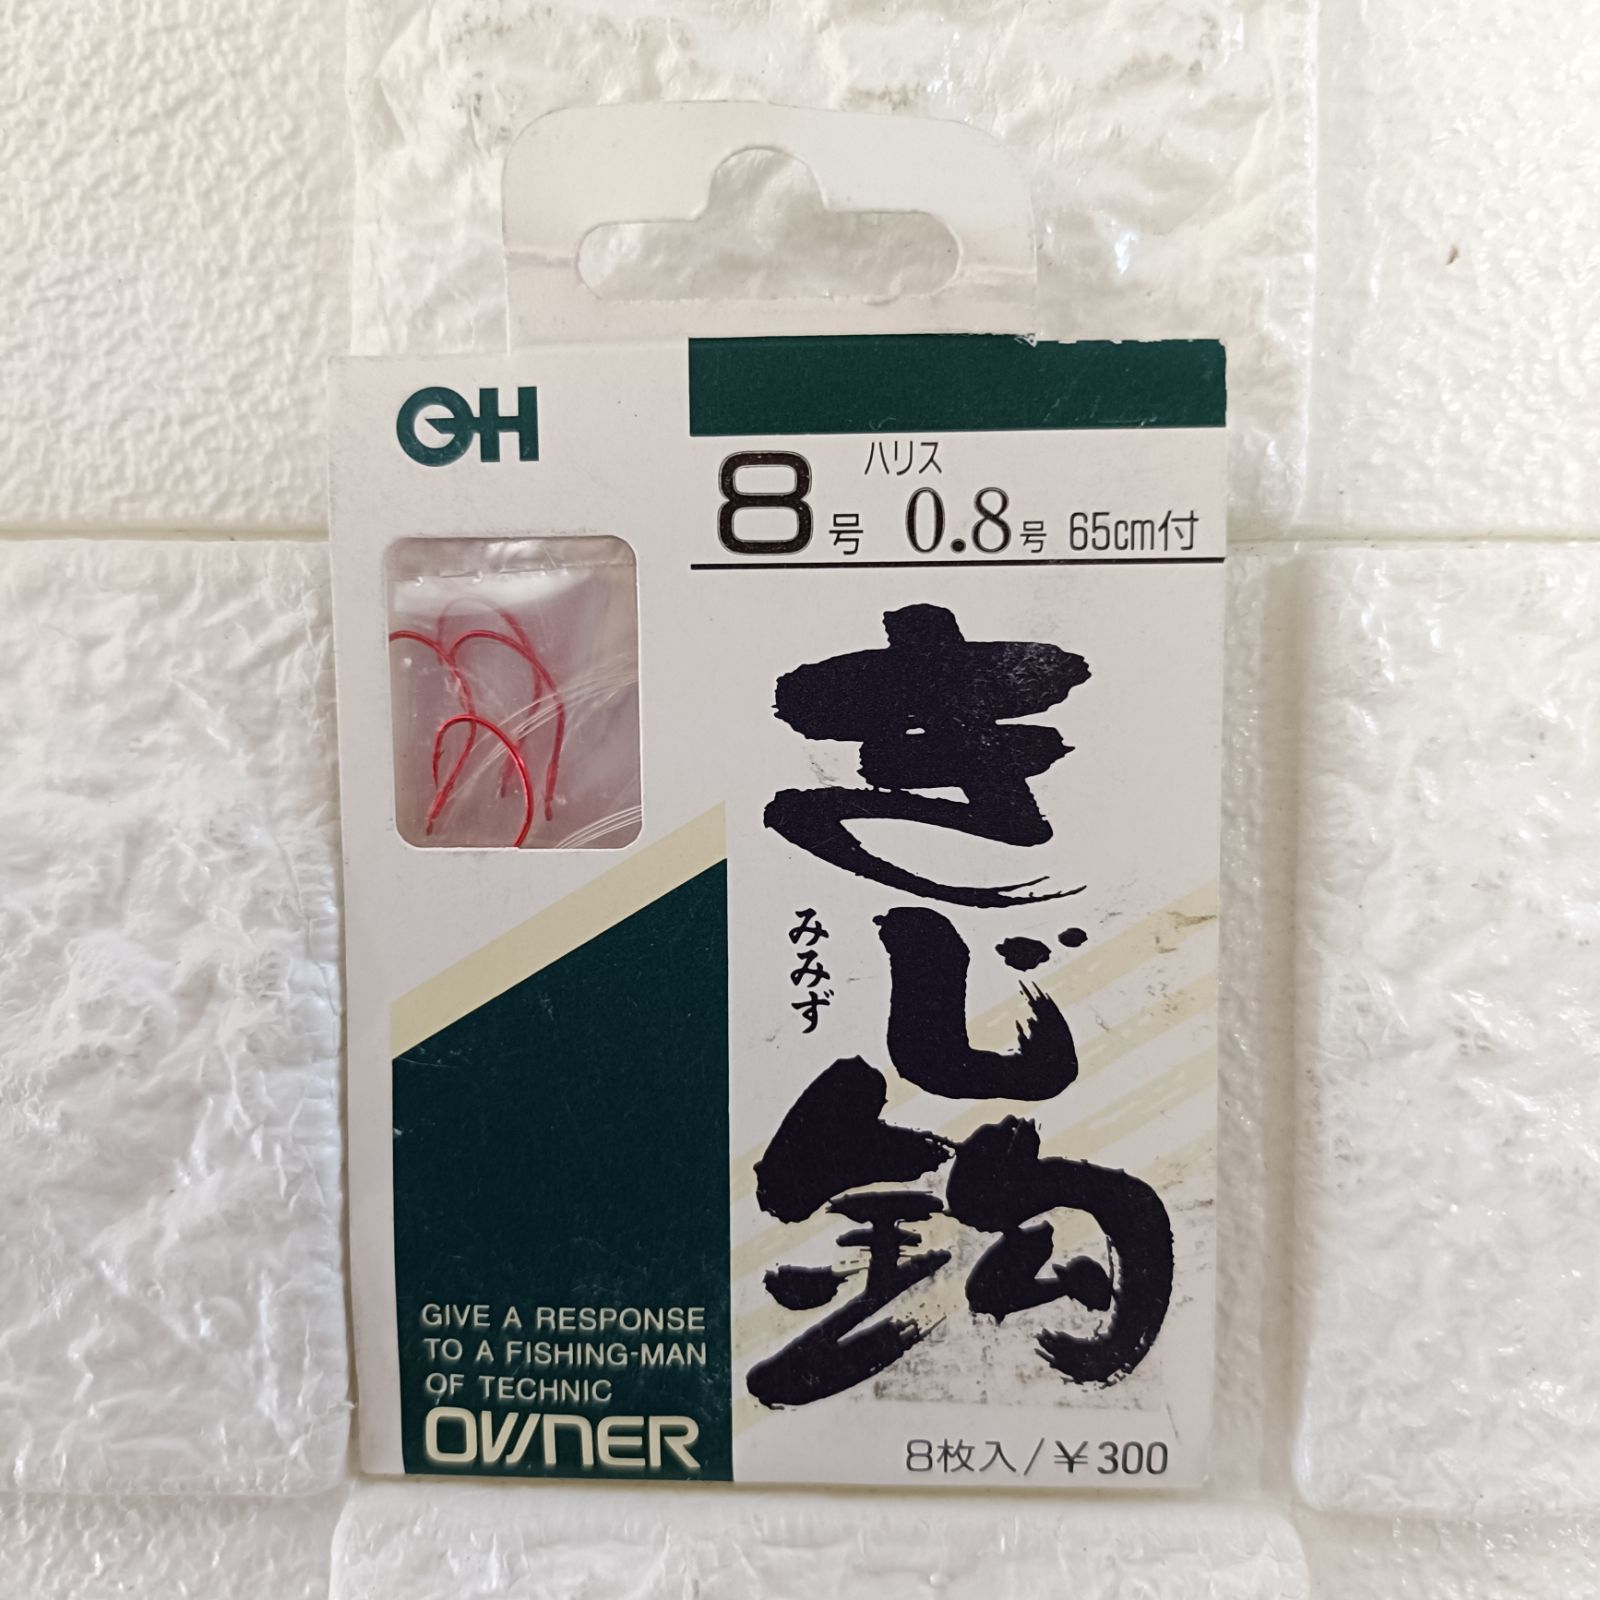 OH
ハリス
8号 0.8号 65cm付
きじ鈎
みみず
GIVE A RESPONSE
TO A FISHING-MAN
OF TECHNIC
OWNER
8枚入/¥300